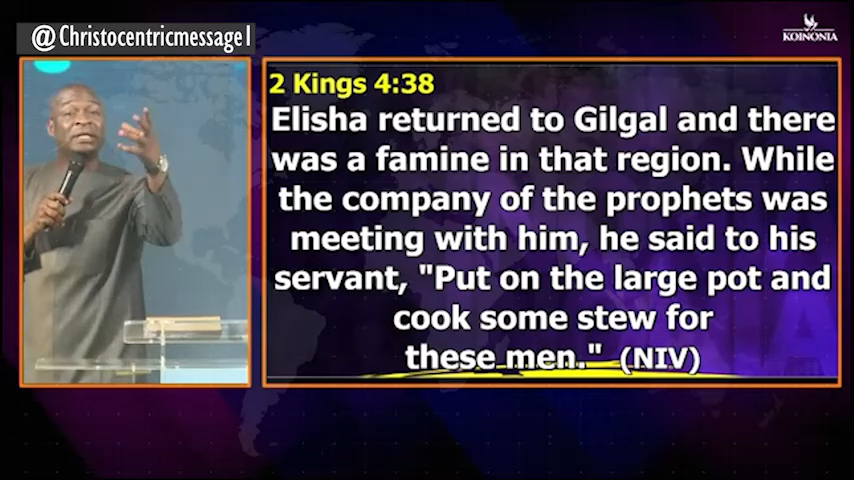 @Christocentricmessage1
KOINONIA
2 Kings 4:38
Elisha returned to Gilgal and there
was a famine in that region. While
the company of the prophets was
meeting with him, he said to his
servant, "Put on the large pot and
cook some stew for
these men." (NIV)